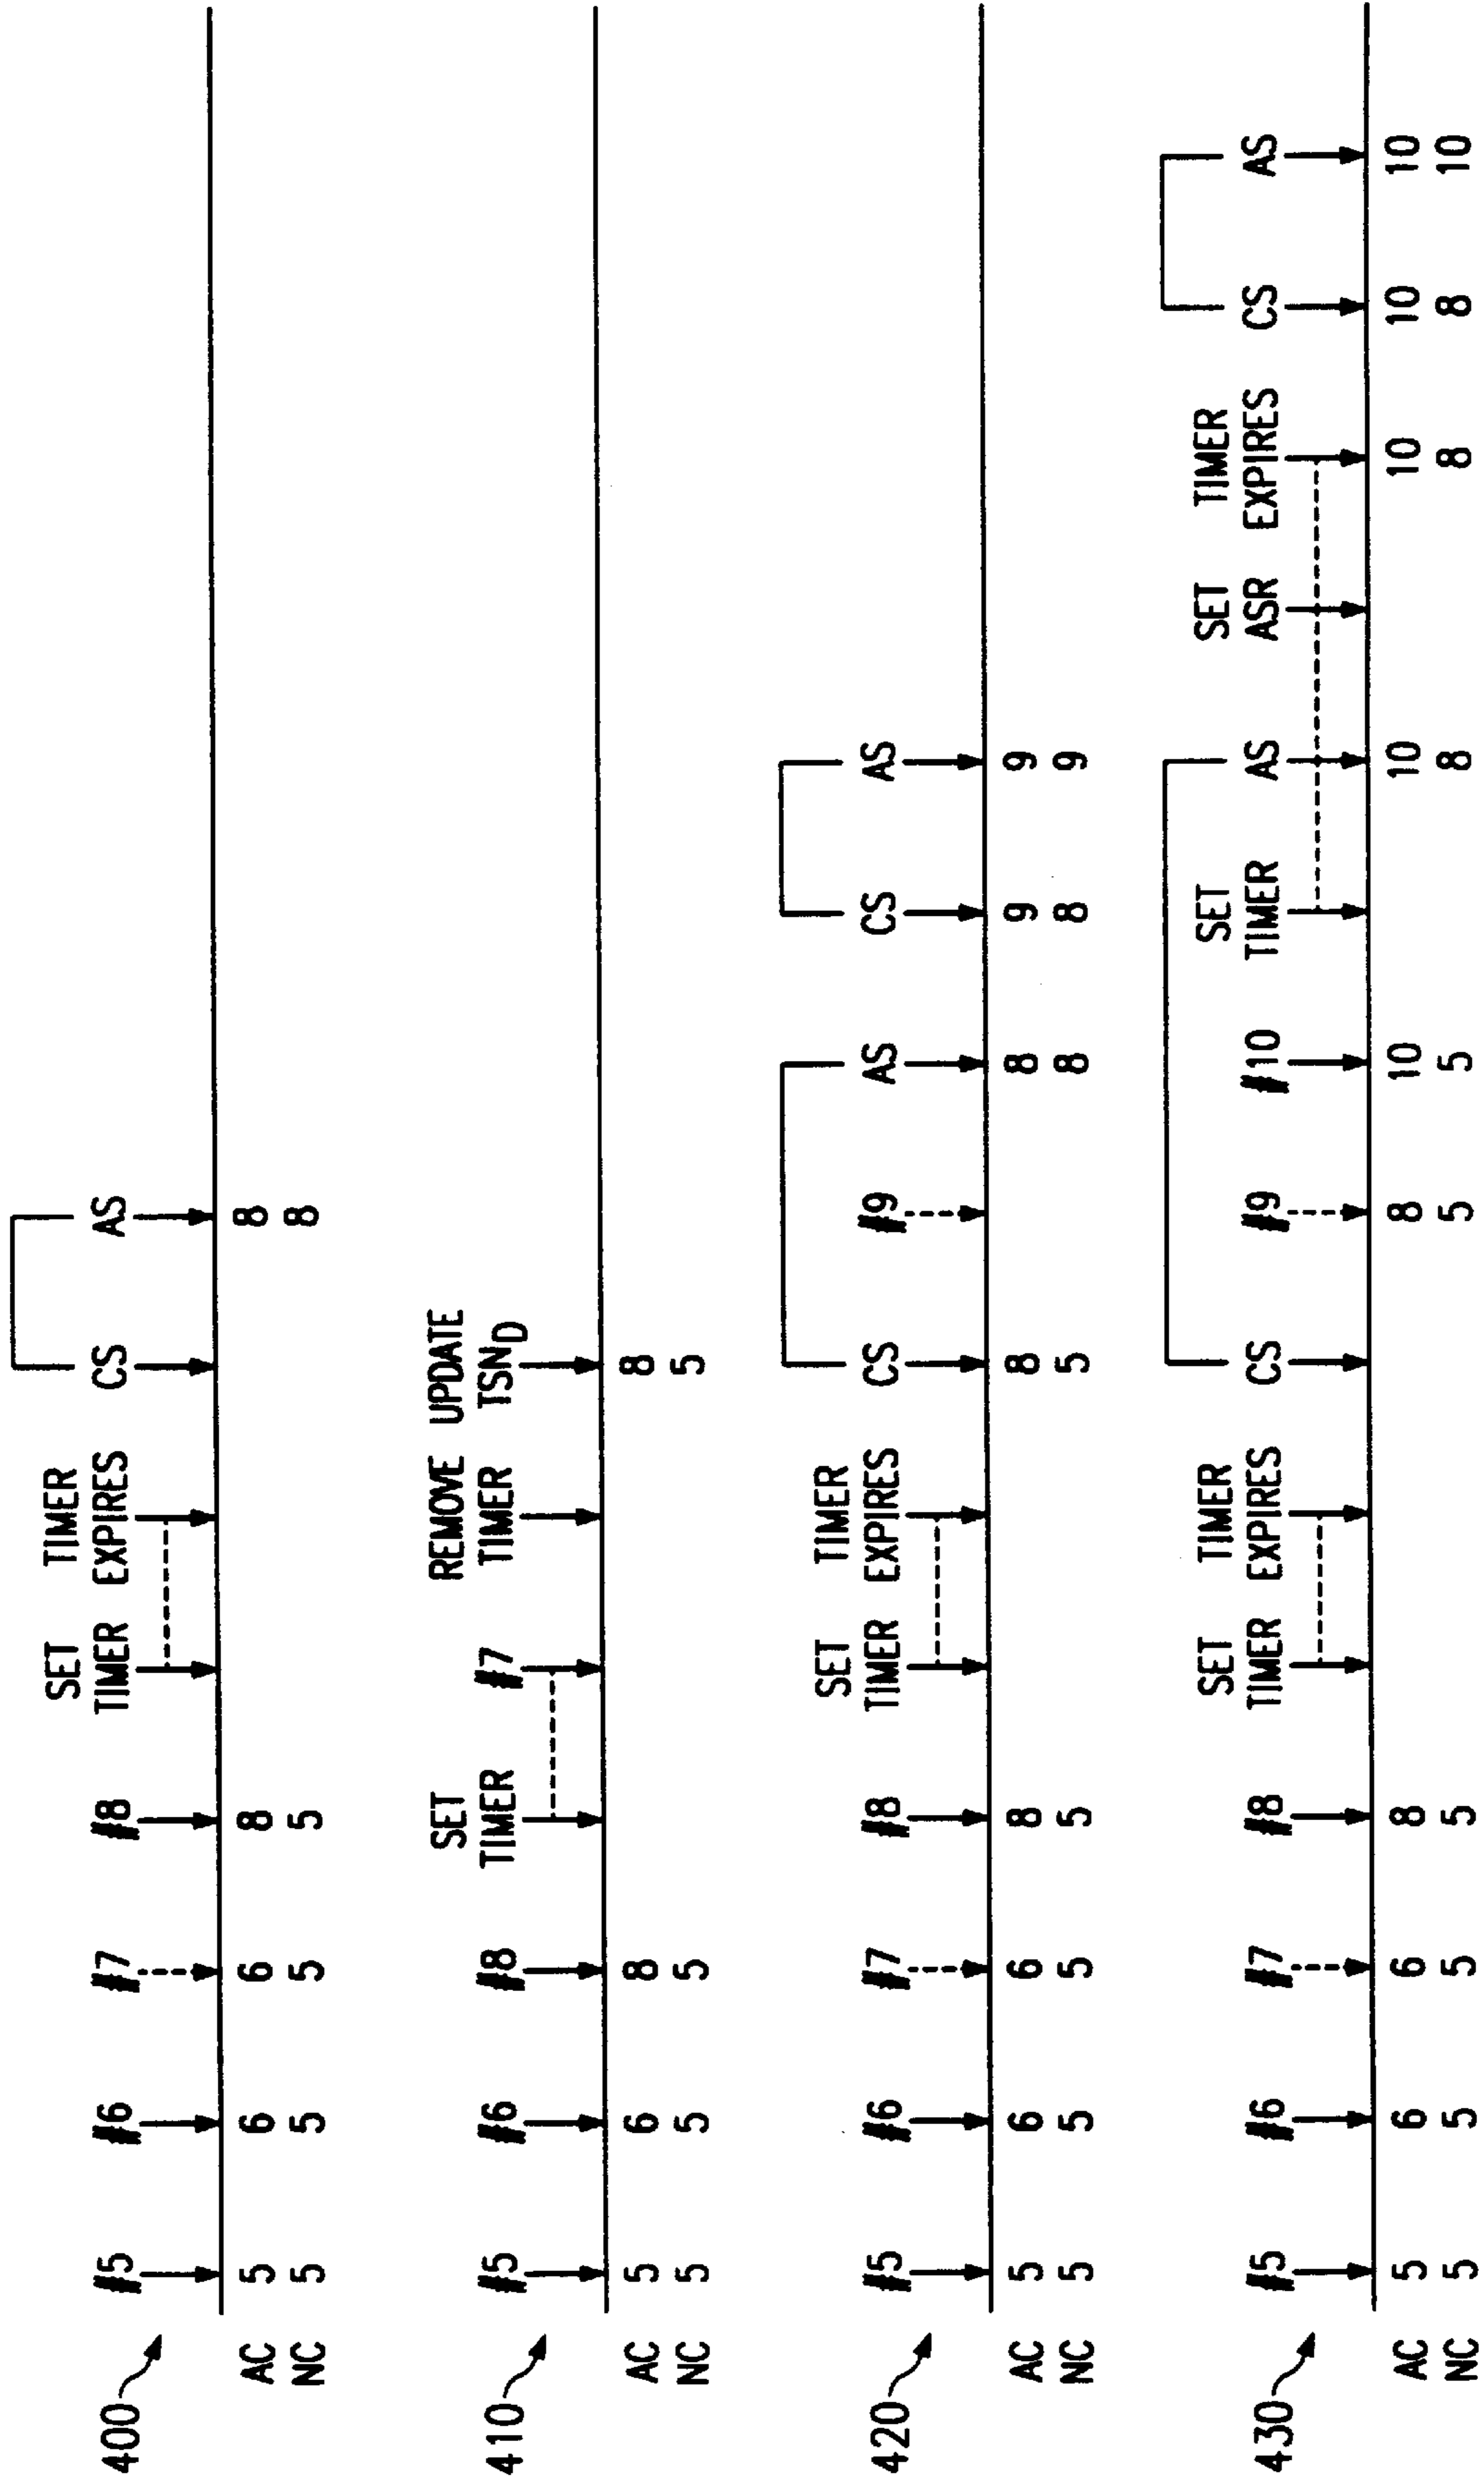 400
#5 #6 #7 #8 SET TIMER TIMER EXPIRES CS AS
AC 5 6 6 8 8
NC 5 5 5 5 8
410
#5 #6 #8 SET TIMER #7 REMOVE TIMER UPDATE TSND
AC 5 6 8 8
NC 5 5 5 5
420
#5 #6 #7 #8 SET TIMER TIMER EXPIRES CS #9 AS CS AS
AC 5 6 6 8 8 8 9 9
NC 5 5 5 5 5 8 8 9
430
#5 #6 #7 #8 SET TIMER TIMER EXPIRES CS #9 #10 SET TIMER AS SET ASR TIMER EXPIRES CS AS
AC 5 6 6 8 8 10 10 10 10 10
NC 5 5 5 5 5 5 8 8 8 10